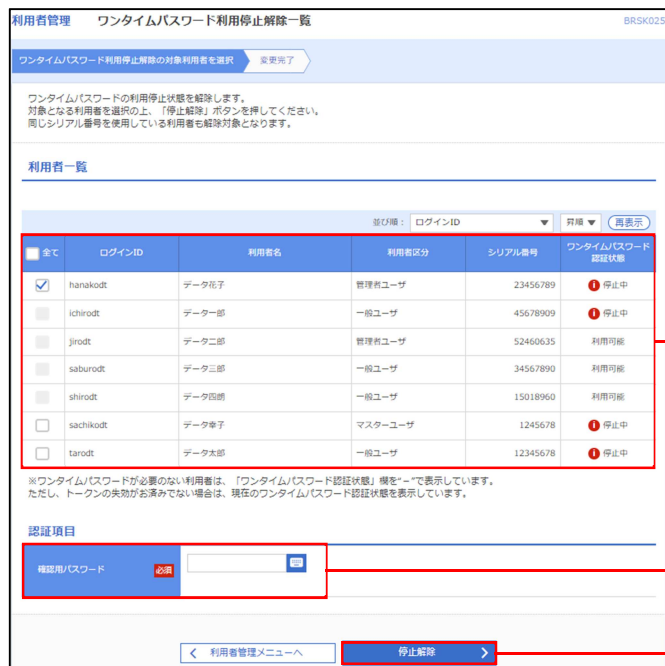 利用者管理 ワンタイムパスワード利用停止解除一覧 BRSK025
ワンタイムパスワード利用停止解除の対象利用者を選択 変更完了
ワンタイムパスワードの利用停止状態を解除します。
対象となる利用者を選択の上、「停止解除」ボタンを押してください。
同じシリアル番号を使用している利用者も解除対象となります。
利用者一覧
並び順： ログインID ▼ 昇順 ▼ 再表示
全て ログインID 利用者名 利用者区分 シリアル番号 ワンタイムパスワード
認証状態
hanakodt データ花子 管理者ユーザ 23456789 停止中
ichirodt データ一郎 一般ユーザ 45678909 停止中
jirodt データ二郎 管理者ユーザ 52460635 利用可能
saburodt データ三郎 一般ユーザ 34567890 利用可能
shirodt データ四朗 一般ユーザ 15018960 利用可能
sachikodt データ幸子 マスターユーザ 1245678 停止中
tarodt データ太郎 一般ユーザ 12345678 停止中
※ワンタイムパスワードが必要のない利用者は、「ワンタイムパスワード認証状態」欄を"－"で表示しています。
ただし、トークンの失効がお済みでない場合は、現在のワンタイムパスワード認証状態を表示しています。
認証項目
確認用パスワード 必須
利用者管理メニューへ 停止解除